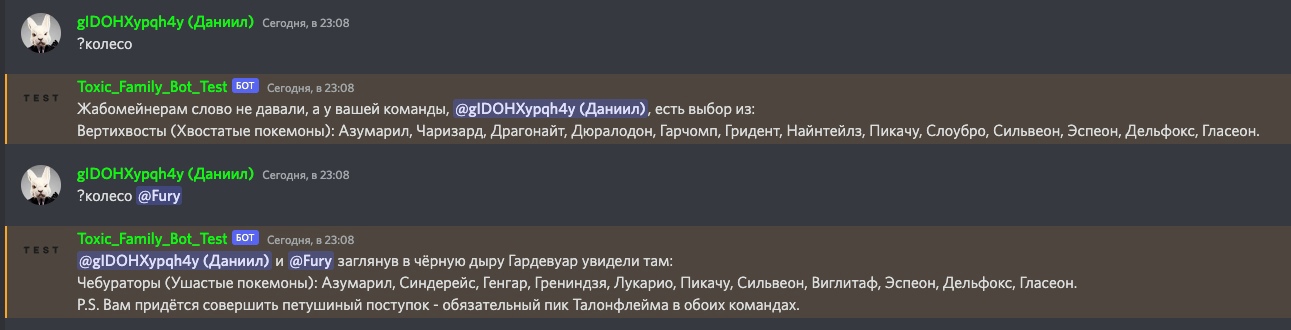 gIDOHXypqh4y (Даниил) Сегодня, в 23:08
?колесо
TEST
Toxic_Family_Bot_Test БОТ Сегодня, в 23:08
Жабомейнерам слово не давали, а у вашей команды, @gIDOHXypqh4y (Даниил), есть выбор из:
Вертихвосты (Хвостатые покемоны): Азумарил, Чаризард, Драгонайт, Дюралодон, Гарчомп, Гридент, Найнтейлз, Пикачу, Слоубро, Сильвеон, Эспеон, Дельфокс, Гласеон.
gIDOHXypqh4y (Даниил) Сегодня, в 23:08
?колесо @Fury
TEST
Toxic_Family_Bot_Test БОТ Сегодня, в 23:08
@gIDOHXypqh4y (Даниил) и @Fury заглянув в чёрную дыру Гардевуар увидели там:
Чебураторы (Ушастые покемоны): Азумарил, Синдерейс, Генгар, Грениндзя, Лукарио, Пикачу, Сильвеон, Виглитаф, Эспеон, Дельфокс, Гласеон.
P.S. Вам придётся совершить петушиный поступок - обязательный пик Талонфлейма в обоих командах.